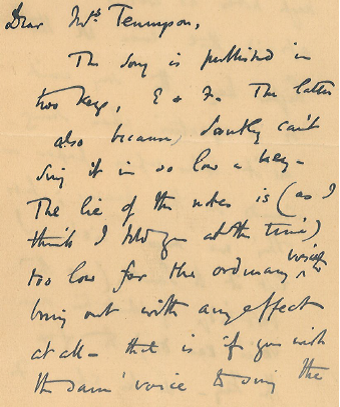 Dear Mrs Tennyson,
The song is published in
two keys, E & F. The latter
also because Santley can't
sing it in so low a key -
The lie of the notes is (as I
think I told you at the time)
too low for the ordinary voice to
bring out with any effect
at all - that is if you wish
the same voice to sing the